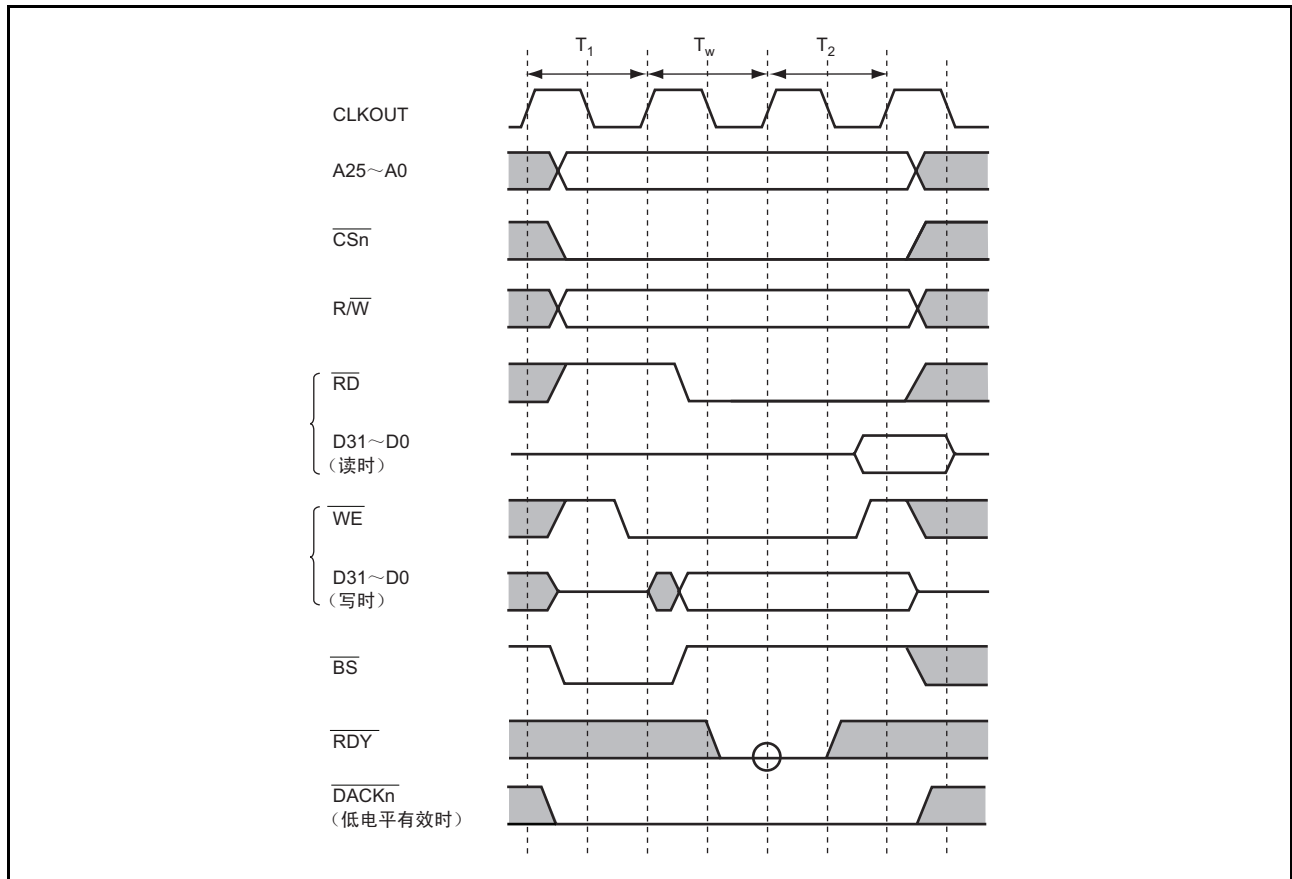 T1 Tw T2
CLKOUT
A25～A0
CSn
R/W
RD
D31～D0
（读时）
WE
D31～D0
（写时）
BS
RDY
DACKn
（低电平有效时）